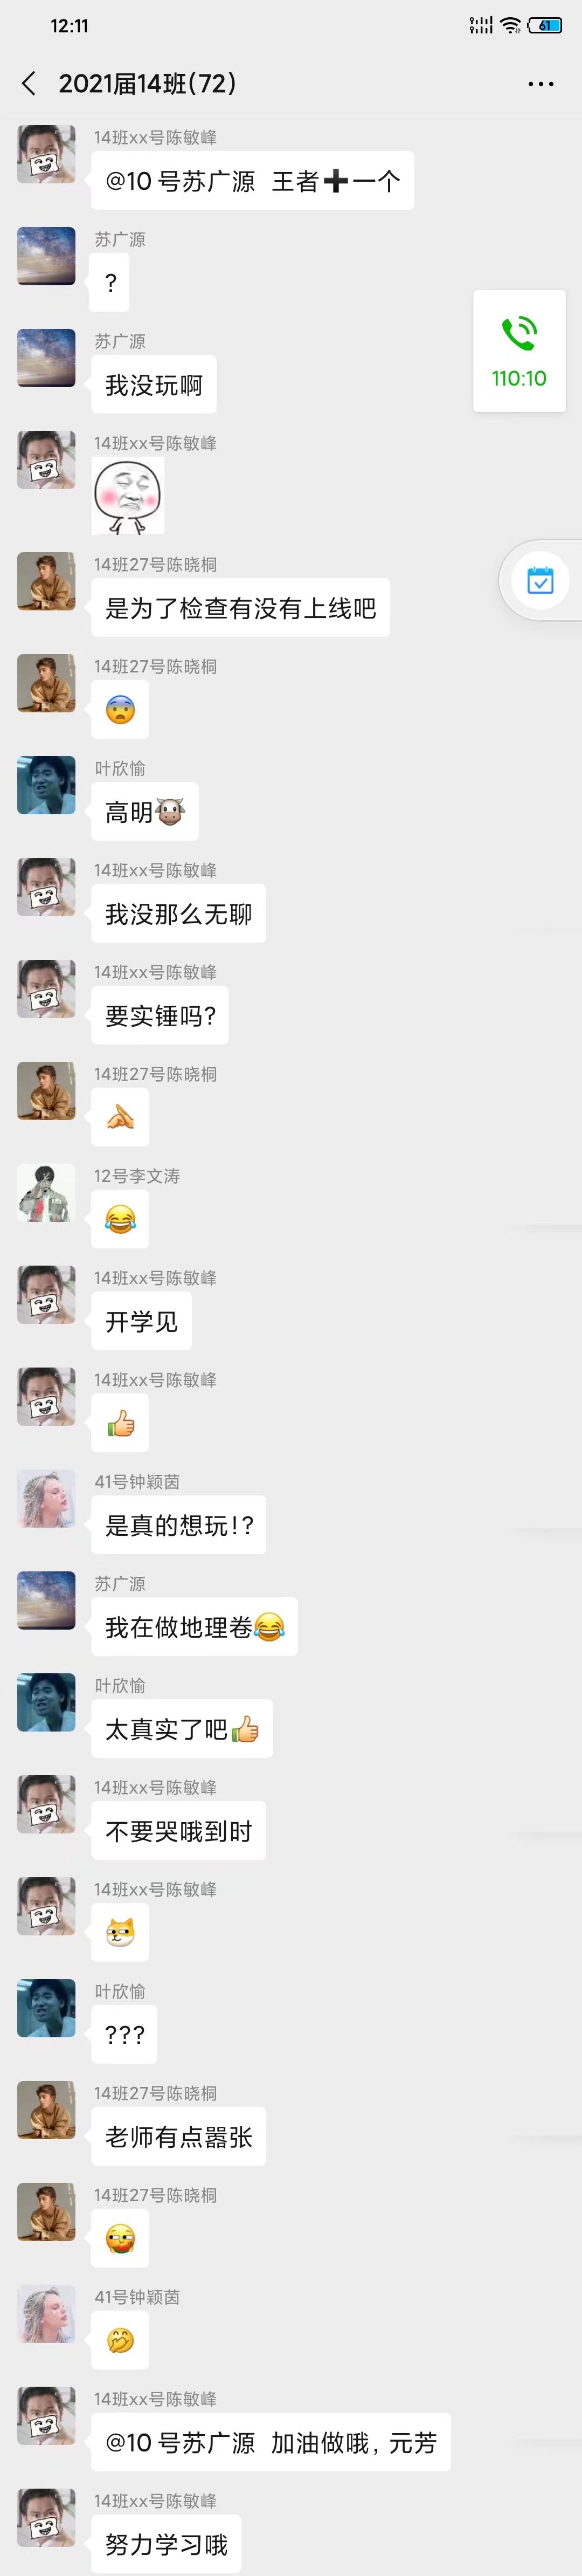 12:11
61
2021届14班(72)
14班xx号陈敏峰
@10 号苏广源 王者➕一个
苏广源
?
110:10
苏广源
我没玩啊
14班xx号陈敏峰
14班27号陈晓桐
是为了检查有没有上线吧
14班27号陈晓桐
😨
叶欣愉
高明🐮
14班xx号陈敏峰
我没那么无聊
14班xx号陈敏峰
要实锤吗?
14班27号陈晓桐
12号李文涛
😂
14班xx号陈敏峰
开学见
14班xx号陈敏峰
👍
41号钟颖茵
是真的想玩!?
苏广源
我在做地理卷😂
叶欣愉
太真实了吧👍
14班xx号陈敏峰
不要哭哦到时
14班xx号陈敏峰
叶欣愉
???
14班27号陈晓桐
老师有点嚣张
14班27号陈晓桐
41号钟颖茵
🤭
14班xx号陈敏峰
@10 号苏广源 加油做哦, 元芳
14班xx号陈敏峰
努力学习哦